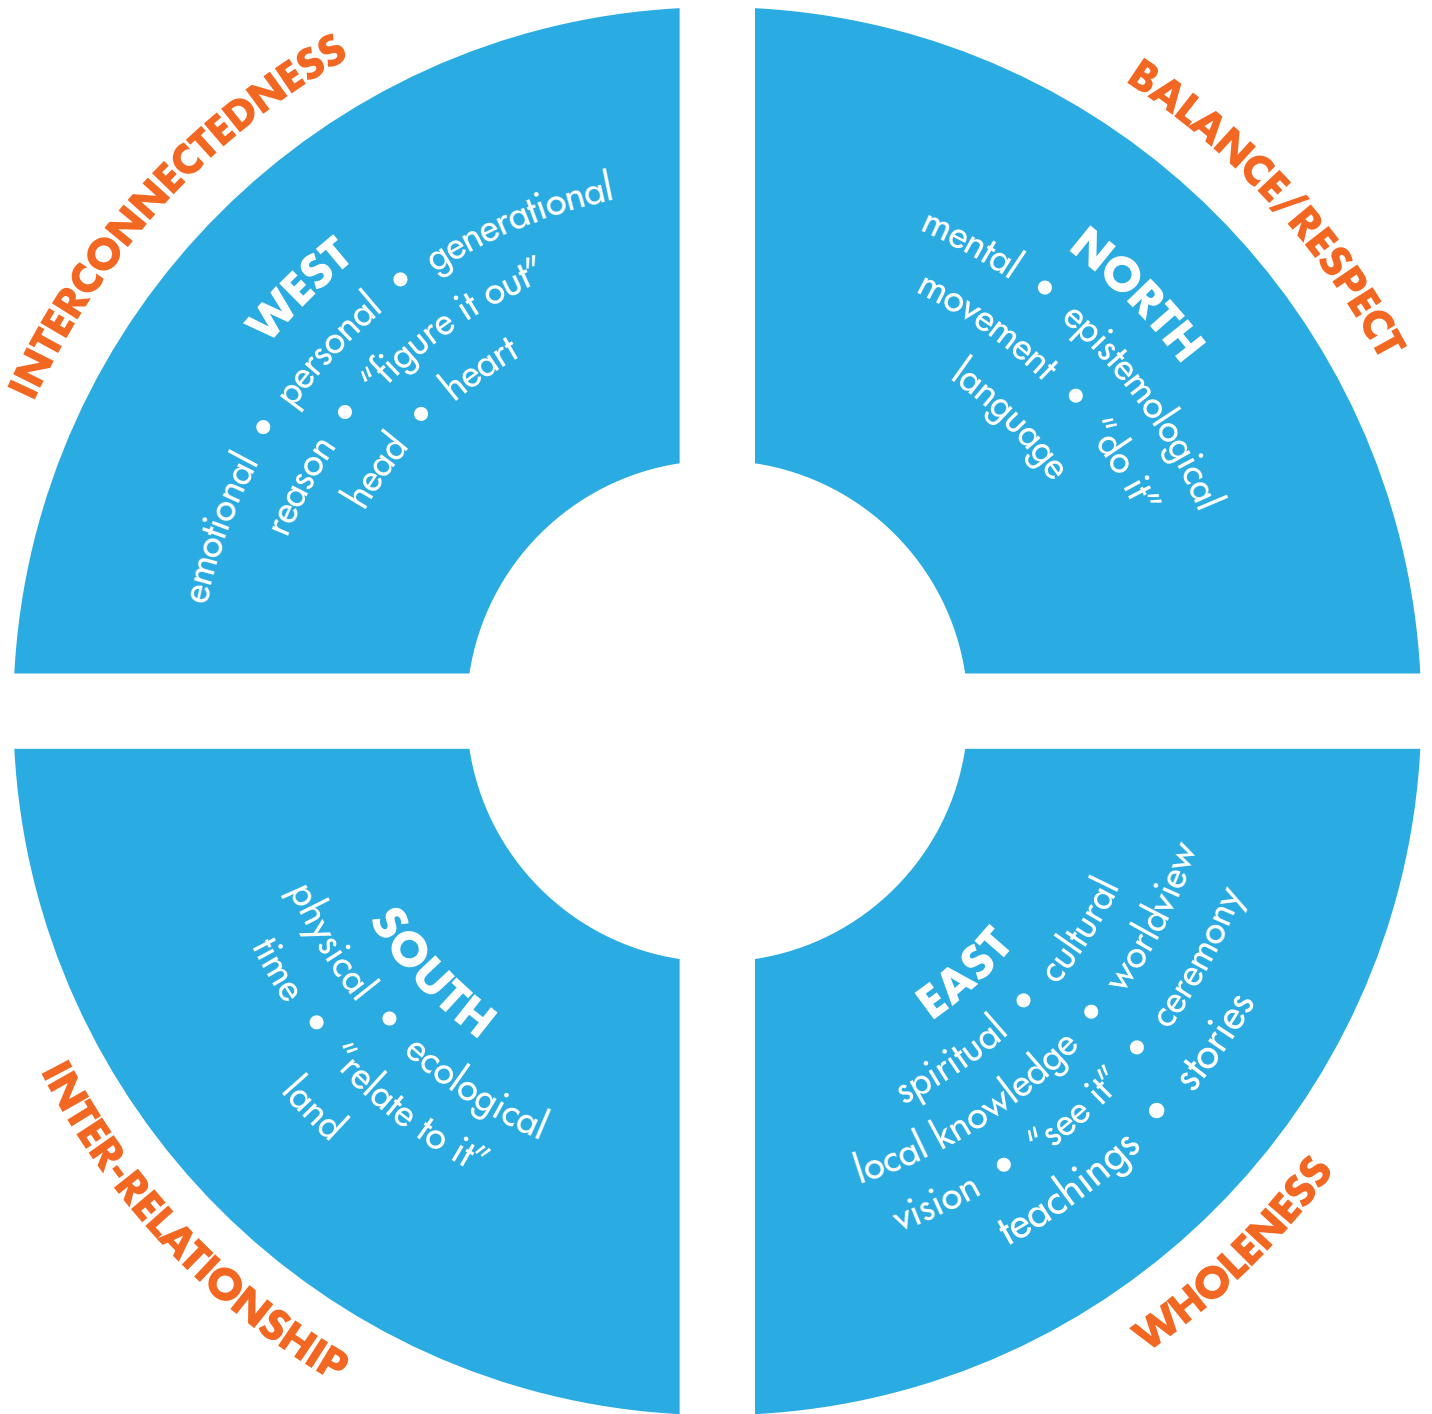 INTERCONNECTEDNESS
WEST
emotional • personal • generational
reason • “figure it out”
head • heart
BALANCE/RESPECT
NORTH
mental • epistemological
movement • “do it”
language
INTER-RELATIONSHIP
SOUTH
physical • ecological
time • “relate to it”
land
WHOLENESS
EAST
spiritual • cultural
local knowledge • worldview
vision • “see it” • ceremony
teachings • stories